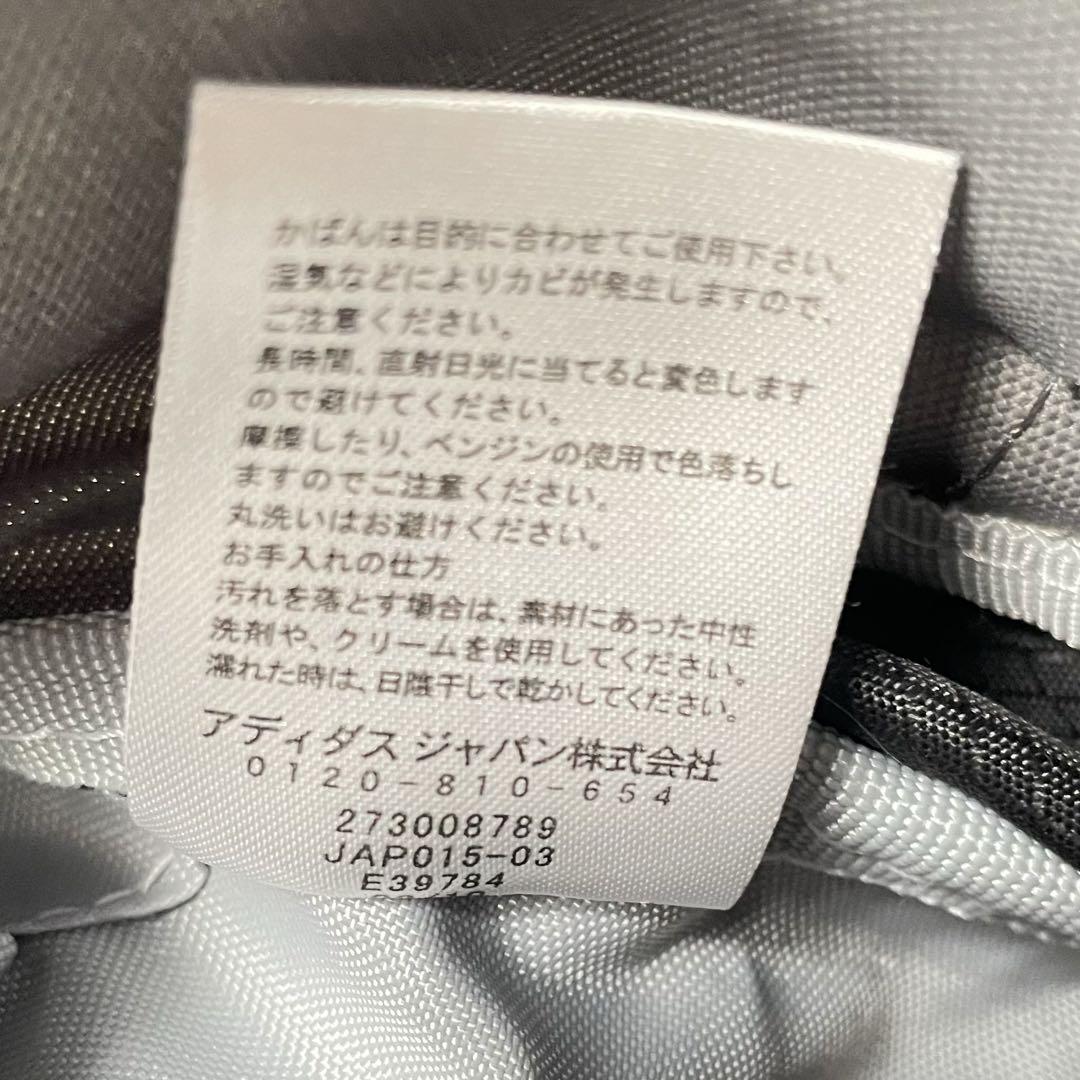 かばんは目的に合わせてご使用下さい。
湿気などによりカビが発生しますので、
ご注意ください。
長時間、直射日光に当てると変色します
ので避けてください。
摩擦したり、ベンジンの使用で色落ちし
ますのでご注意ください。
丸洗いはお避けください。
お手入れの仕方
汚れを落とす場合は、素材にあった中性
洗剤や、クリームを使用してください。
濡れた時は、日陰干しで乾かしてください。
アディダス ジャパン株式会社
0120-810-654
273008789
JAP015-03
E39784